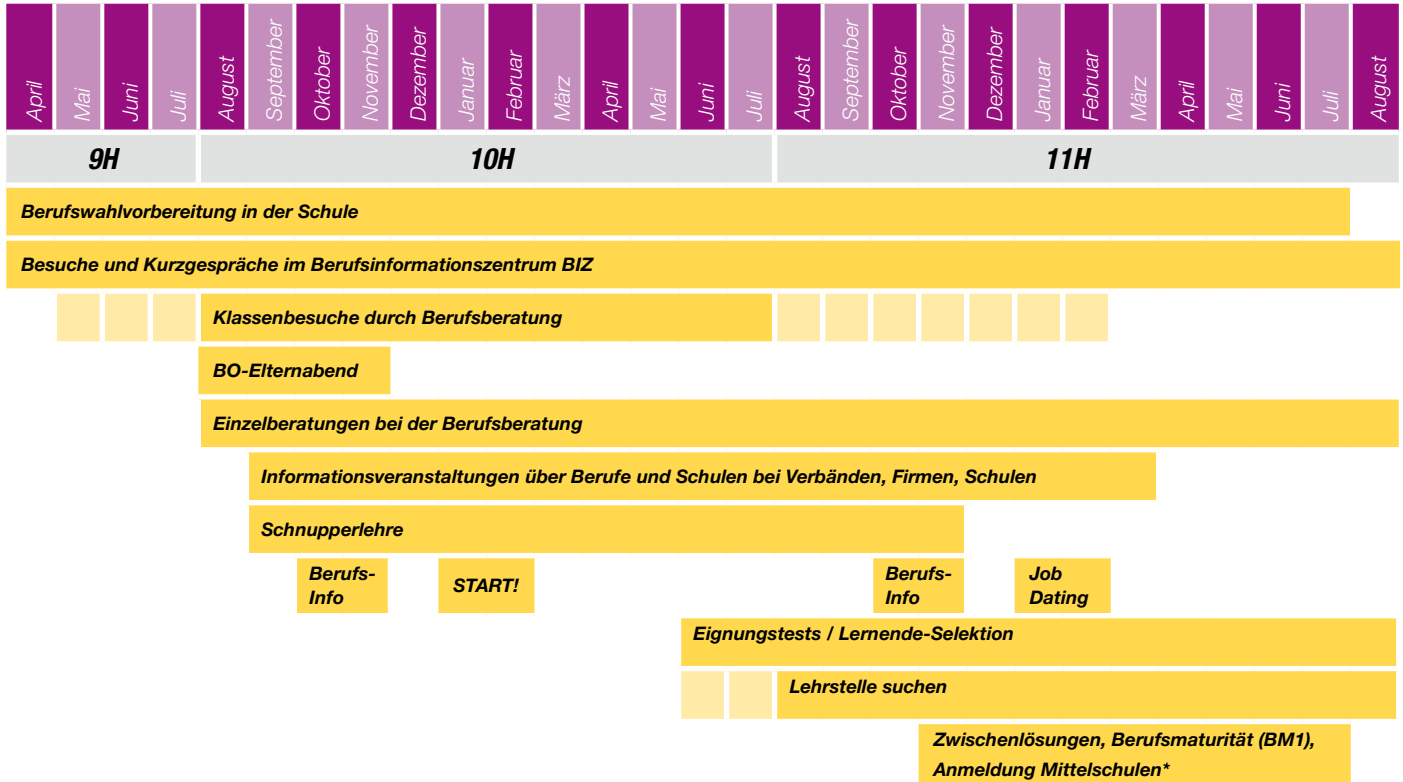 April
Mai
Juni
Juli
August
September
Oktober
November
Dezember
Januar
Februar
März
April
Mai
Juni
Juli
August
September
Oktober
November
Dezember
Januar
Februar
März
April
Mai
Juni
Juli
August
9H
10H
11H
Berufswahlvorbereitung in der Schule
Besuche und Kurzgespräche im Berufsinformationszentrum BIZ
Klassenbesuche durch Berufsberatung
BO-Elternabend
Einzelberatungen bei der Berufsberatung
Informationsveranstaltungen über Berufe und Schulen bei Verbänden, Firmen, Schulen
Schnupperlehre
Berufs-
Info
START!
Berufs-
Info
Job
Dating
Eignungstests / Lernende-Selektion
Lehrstelle suchen
Zwischenlösungen, Berufsmaturität (BM1),
Anmeldung Mittelschulen*